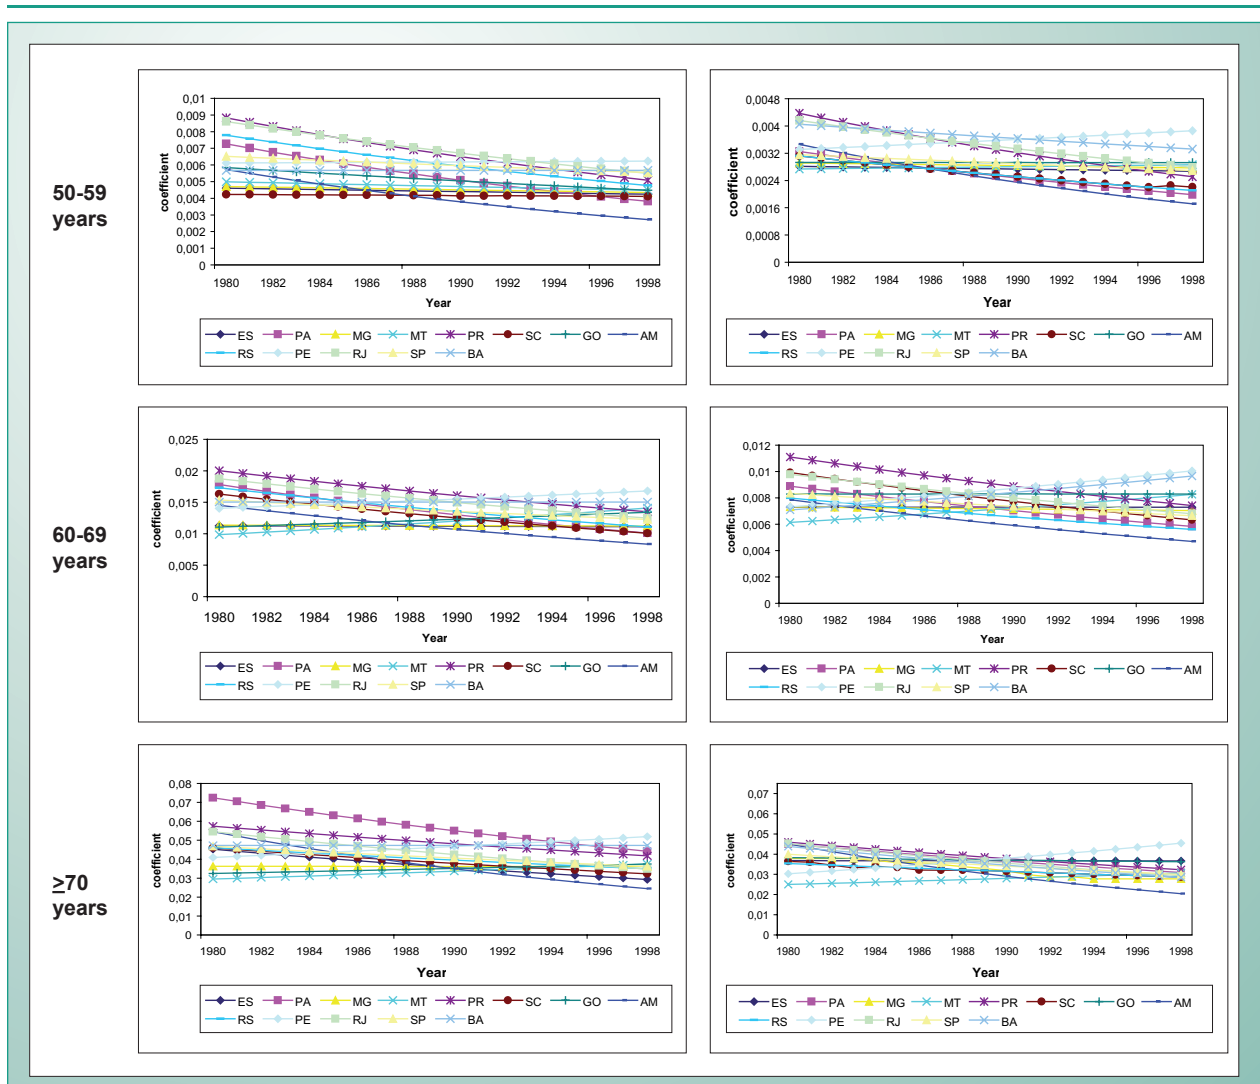 50-59
years
0,01
0,009
0,008
0,007
0,006
0,005
0,004
0,003
0,002
0,001
0
coefficient
1980 1982 1984 1986 1988 1990 1992 1994 1996 1998
Year
ES PA MG MT PR SC GO AM
RS PE RJ SP BA
0,0048
0,004
0,0032
0,0024
0,0016
0,0008
0
coefficient
1980 1982 1984 1986 1988 1990 1992 1994 1996 1998
Year
ES PA MG MT PR SC GO AM
RS PE RJ SP BA
60-69
years
0,025
0,02
0,015
0,01
0,005
0
coefficient
1980 1982 1984 1986 1988 1990 1992 1994 1996 1998
Year
ES PA MG MT PR SC GO AM
RS PE RJ SP BA
0,012
0,01
0,008
0,006
0,004
0,002
0
coefficient
1980 1982 1984 1986 1988 1990 1992 1994 1996 1998
Year
ES PA MG MT PR SC GO AM
RS PE RJ SP BA
≥70
years
0,08
0,07
0,06
0,05
0,04
0,03
0,02
0,01
0
coefficient
1980 1982 1984 1986 1988 1990 1992 1994 1996 1998
Year
ES PA MG MT PR SC GO AM
RS PE RJ SP BA
0,07
0,06
0,05
0,04
0,03
0,02
0,01
0
coefficient
1980 1982 1984 1986 1988 1990 1992 1994 1996 1998
Year
ES PA MG MT PR SC GO AM
RS PE RJ SP BA